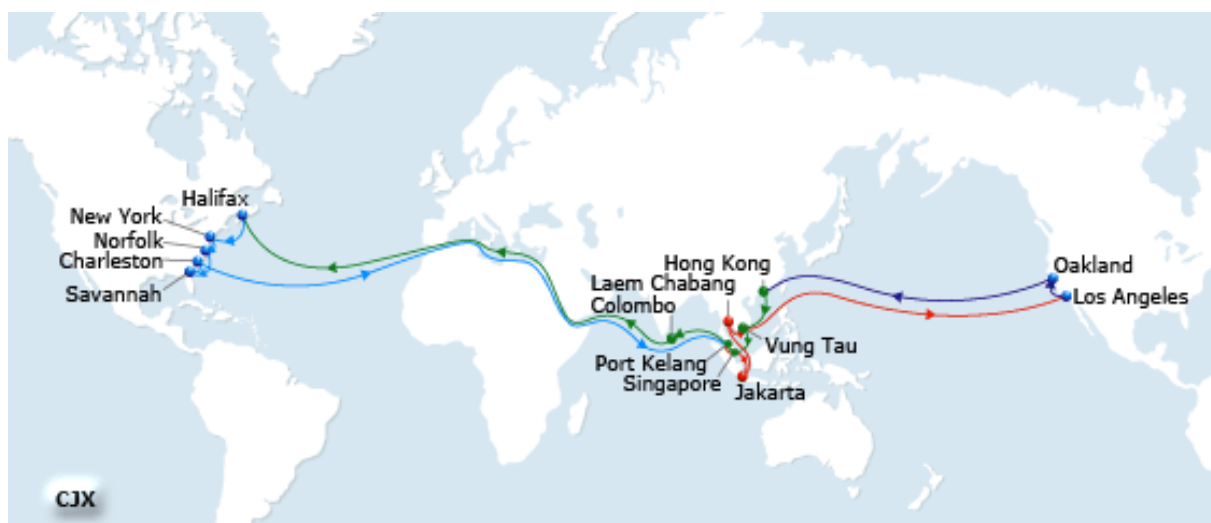 Halifax
New York
Norfolk
Charleston
Savannah
Hong Kong
Laem Chabang
Colombo
Oakland
Los Angeles
Vung Tau
Port Kelang
Singapore
Jakarta
CJX